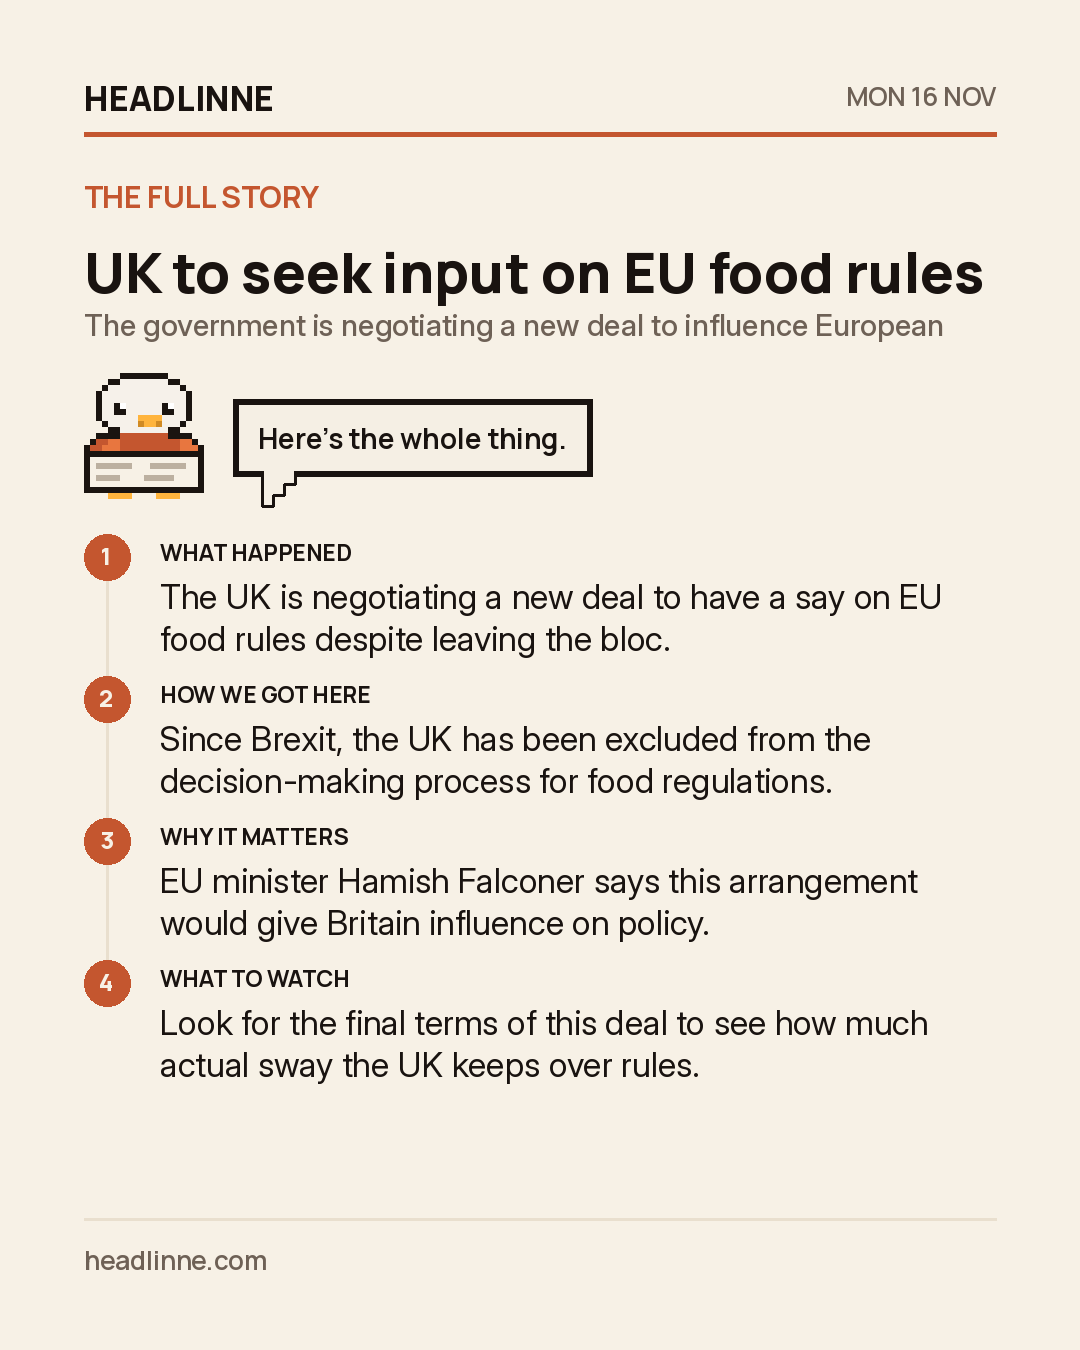 HEADLINNE
MON 16 NOV
THE FULL STORY
UK to seek input on EU food rules
The government is negotiating a new deal to influence European
Here’s the whole thing.
1
WHAT HAPPENED
The UK is negotiating a new deal to have a say on EU
food rules despite leaving the bloc.
2
HOW WE GOT HERE
Since Brexit, the UK has been excluded from the
decision-making process for food regulations.
3
WHY IT MATTERS
EU minister Hamish Falconer says this arrangement
would give Britain influence on policy.
4
WHAT TO WATCH
Look for the final terms of this deal to see how much
actual sway the UK keeps over rules.
headlinne.com